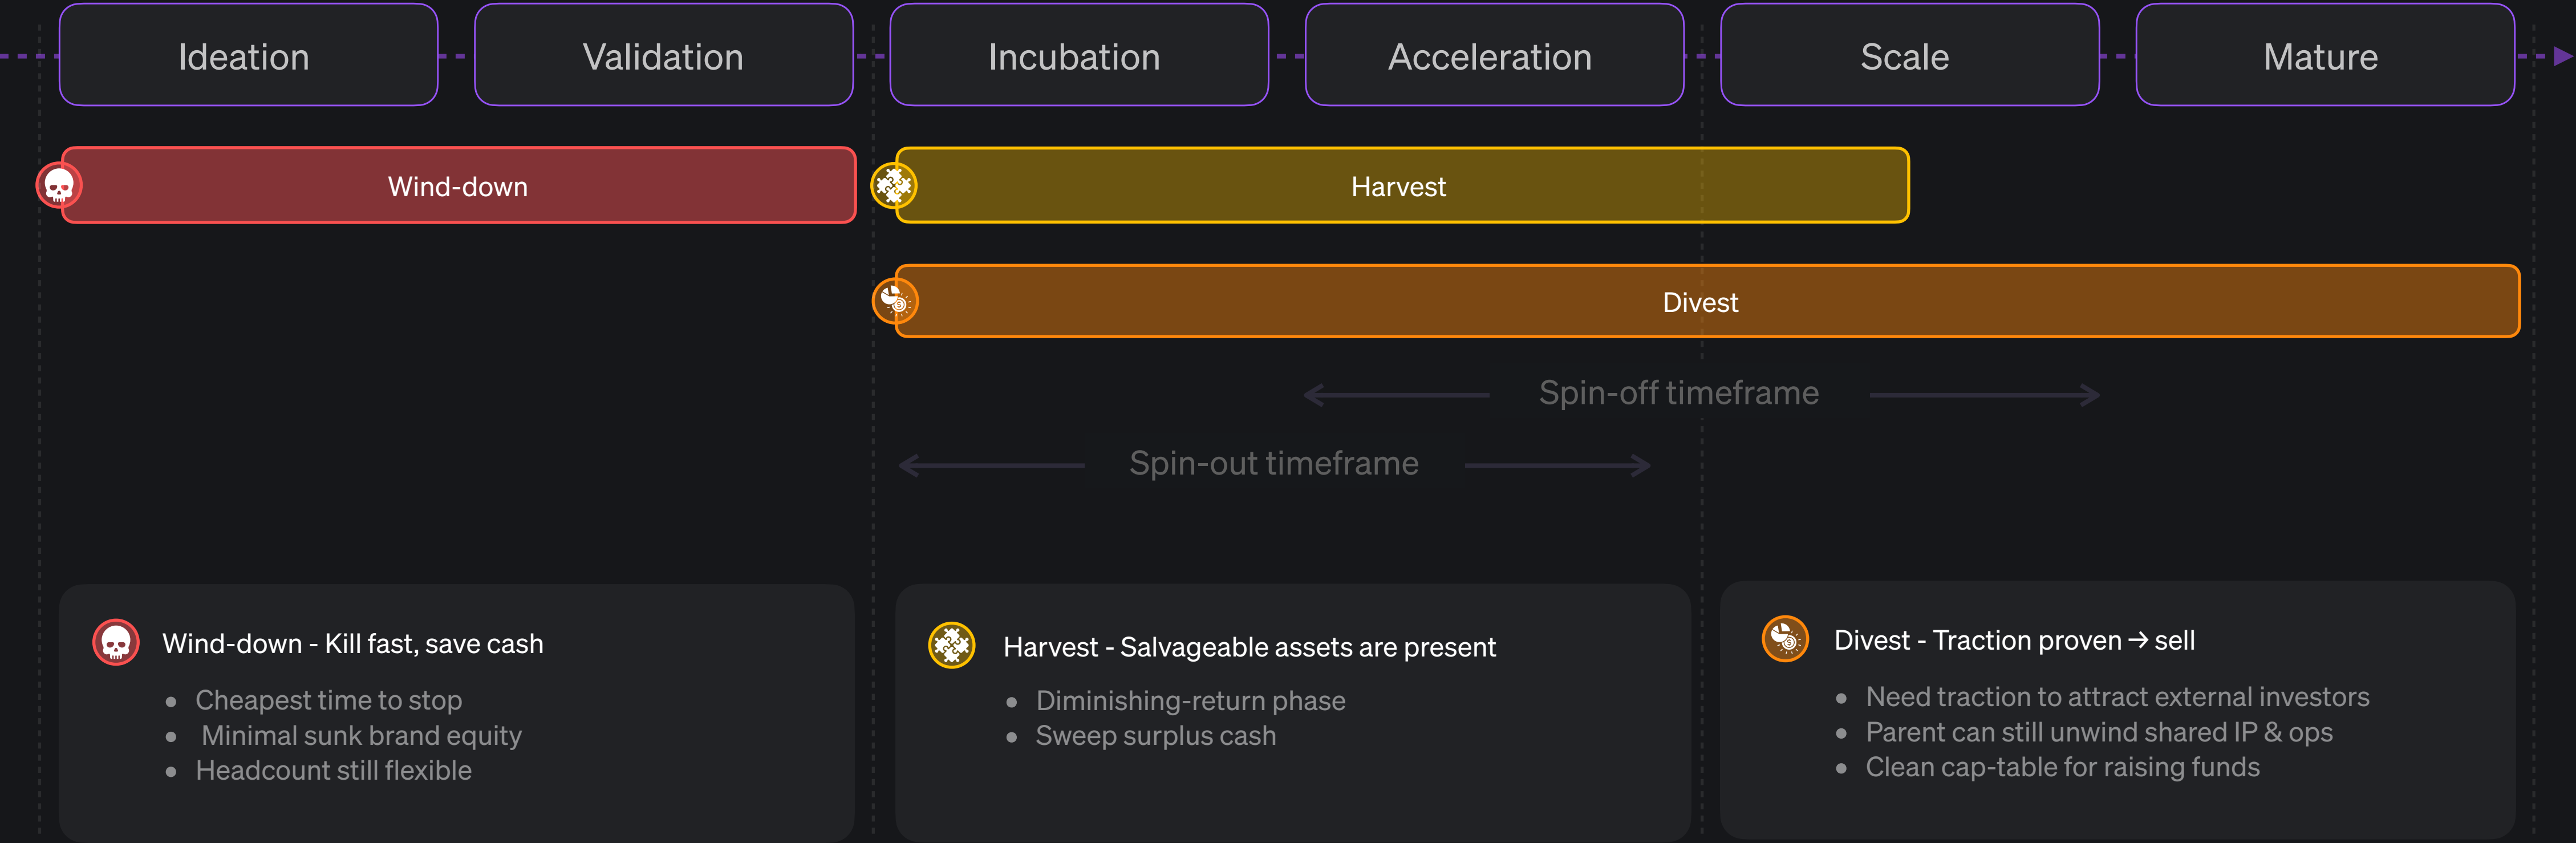 Ideation
Validation
Incubation
Acceleration
Scale
Mature
Wind-down
Harvest
Divest
Spin-off timeframe
Spin-out timeframe
Wind-down - Kill fast, save cash
• Cheapest time to stop
• Minimal sunk brand equity
• Headcount still flexible
Harvest - Salvageable assets are present
• Diminishing-return phase
• Sweep surplus cash
Divest - Traction proven → sell
• Need traction to attract external investors
• Parent can still unwind shared IP & ops
• Clean cap-table for raising funds